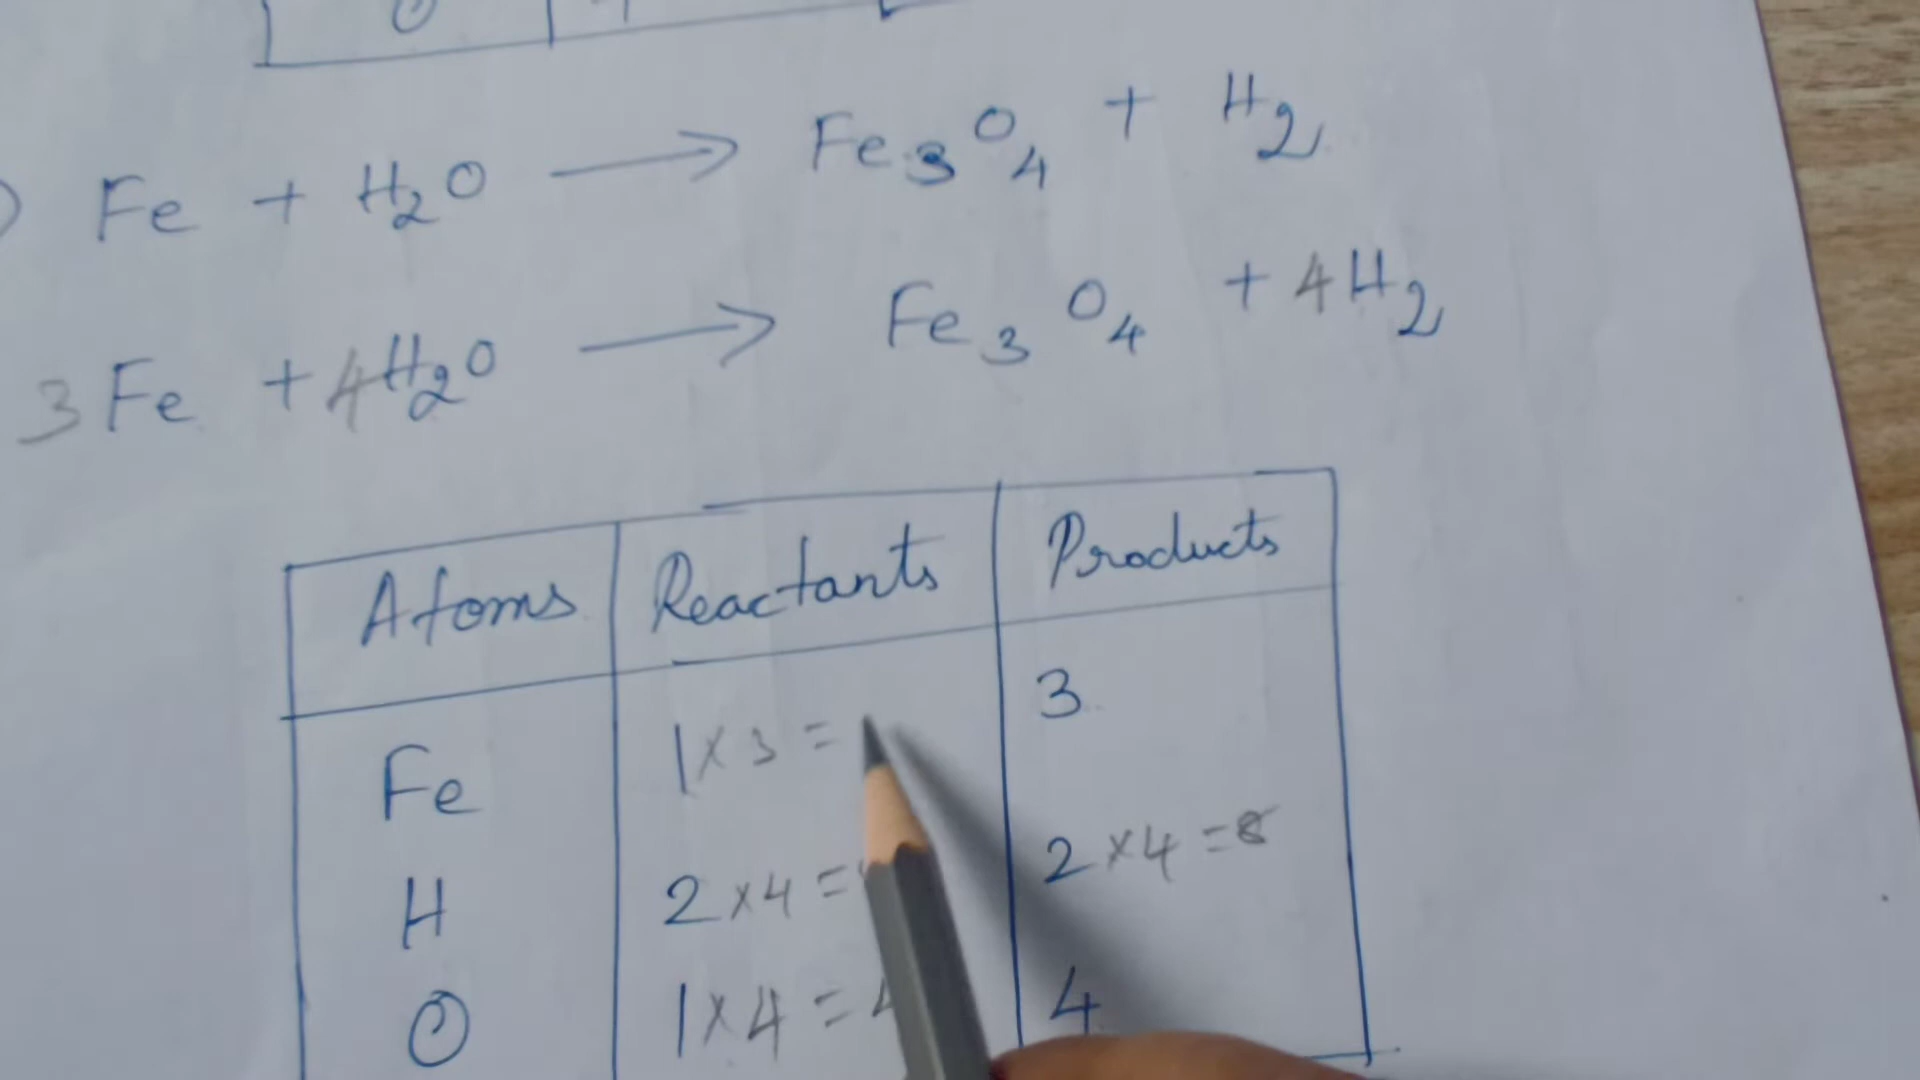 Fe + H₂O → Fe₃O₄ + H₂
3Fe + 4H₂O → Fe₃O₄ + 4H₂
Atoms Reactants Products
Fe 1×3= 3
H 2×4= 2×4=8
O 1×4=4 4